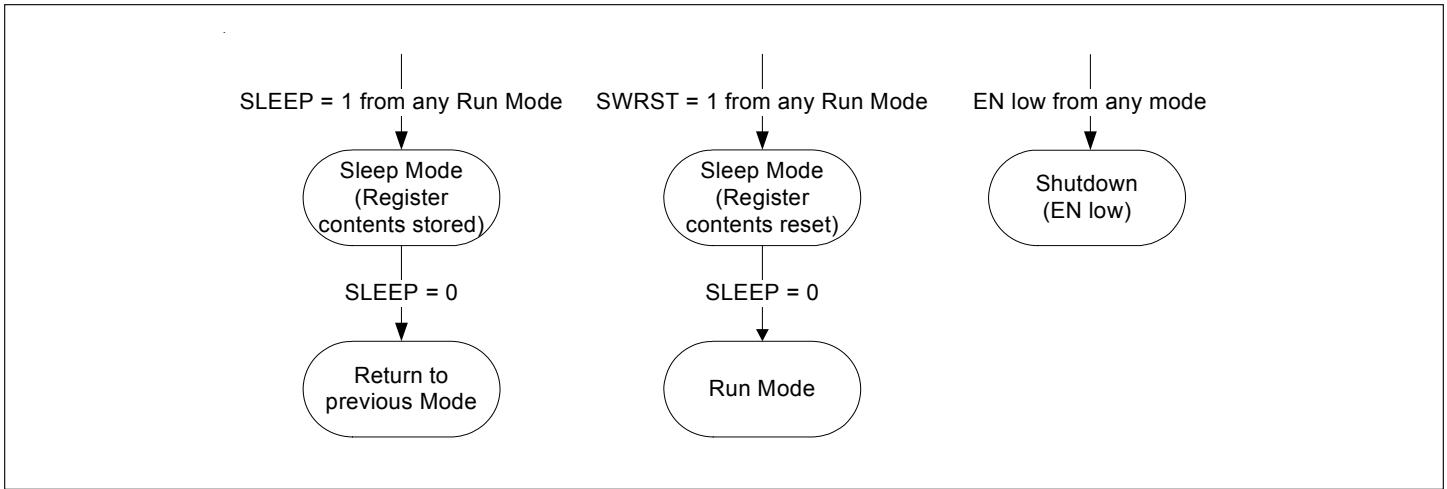 SLEEP = 1 from any Run Mode
Sleep Mode
(Register
contents stored)
SLEEP = 0
Return to
previous Mode
SWRST = 1 from any Run Mode
Sleep Mode
(Register
contents reset)
SLEEP = 0
Run Mode
EN low from any mode
Shutdown
(EN low)